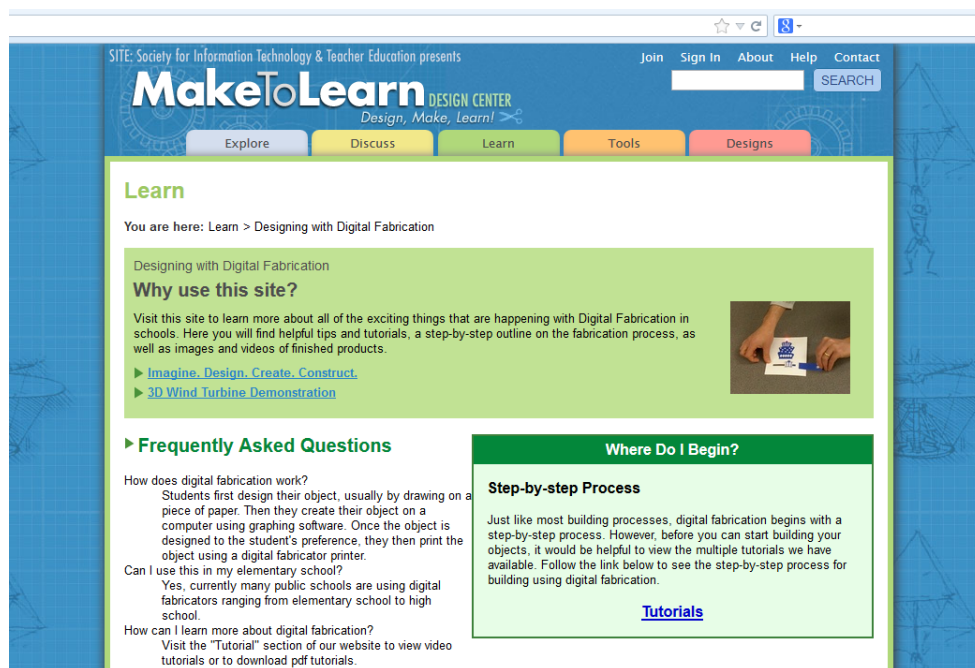 SITE: Society for Information Technology & Teacher Education presents
Join Sign In About Help Contact
MakeToLearn DESIGN CENTER
Design, Make, Learn!
SEARCH
Explore Discuss Learn Tools Designs
Learn
You are here: Learn > Designing with Digital Fabrication
Designing with Digital Fabrication
Why use this site?
Visit this site to learn more about all of the exciting things that are happening with Digital Fabrication in
schools. Here you will find helpful tips and tutorials, a step-by-step outline on the fabrication process, as
well as images and videos of finished products.
Imagine. Design. Create. Construct.
3D Wind Turbine Demonstration
Frequently Asked Questions
How does digital fabrication work?
Students first design their object, usually by drawing on a
piece of paper. Then they create their object on a
computer using graphing software. Once the object is
designed to the student's preference, they then print the
object using a digital fabricator printer.
Can I use this in my elementary school?
Yes, currently many public schools are using digital
fabricators ranging from elementary school to high
school.
How can I learn more about digital fabrication?
Visit the "Tutorial" section of our website to view video
tutorials or to download pdf tutorials.
Where Do I Begin?
Step-by-step Process
Just like most building processes, digital fabrication begins with a
step-by-step process. However, before you can start building your
objects, it would be helpful to view the multiple tutorials we have
available. Follow the link below to see the step-by-step process for
building using digital fabrication.
Tutorials